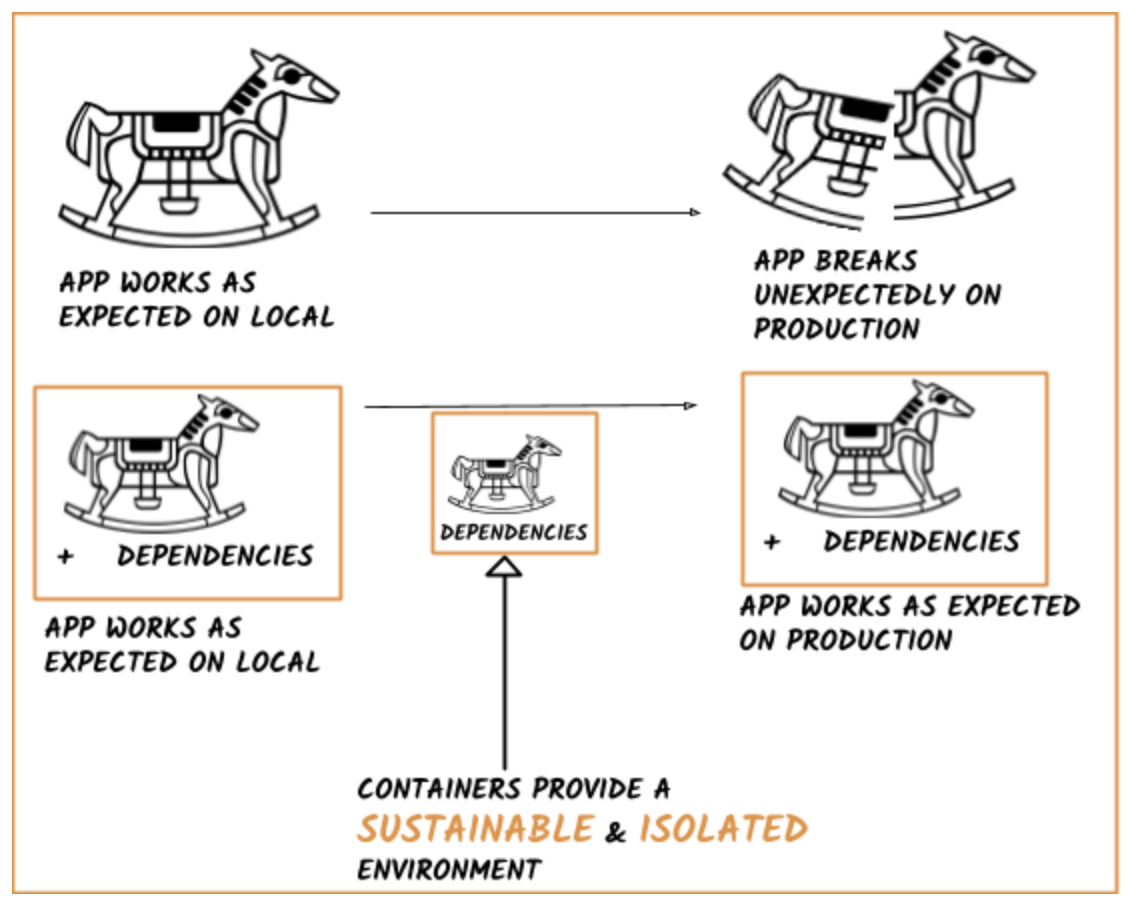 APP WORKS AS
EXPECTED ON LOCAL
APP BREAKS
UNEXPECTEDLY ON
PRODUCTION
+ DEPENDENCIES
APP WORKS AS
EXPECTED ON LOCAL
DEPENDENCIES
+ DEPENDENCIES
APP WORKS AS EXPECTED
ON PRODUCTION
CONTAINERS PROVIDE A
SUSTAINABLE & ISOLATED
ENVIRONMENT